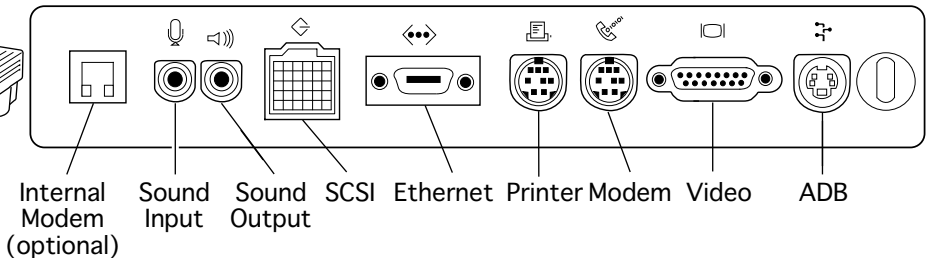 Internal
Modem
(optional)
Sound
Input
Sound
Output
SCSI
Ethernet
Printer
Modem
Video
ADB